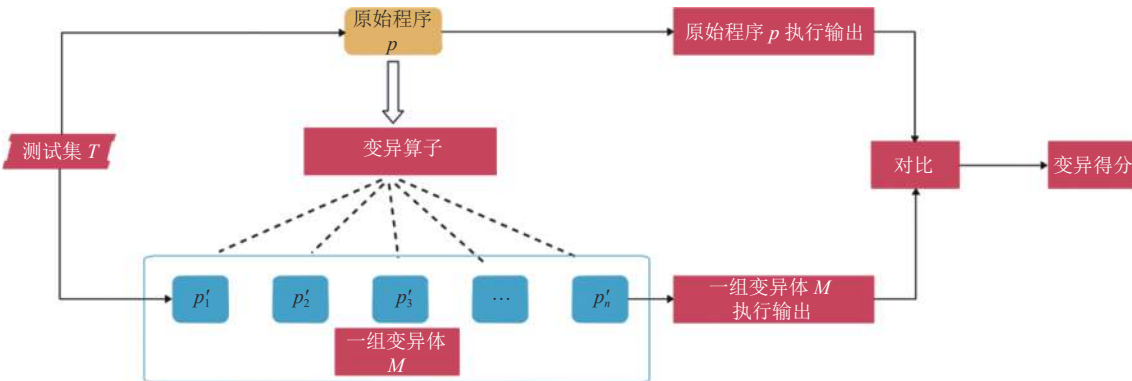 原始程序
p
原始程序 p 执行输出
测试集 T
变异算子
对比
变异得分
p′₁
p′₂
p′₃
…
p′ₙ
一组变异体 M
执行输出
一组变异体
M